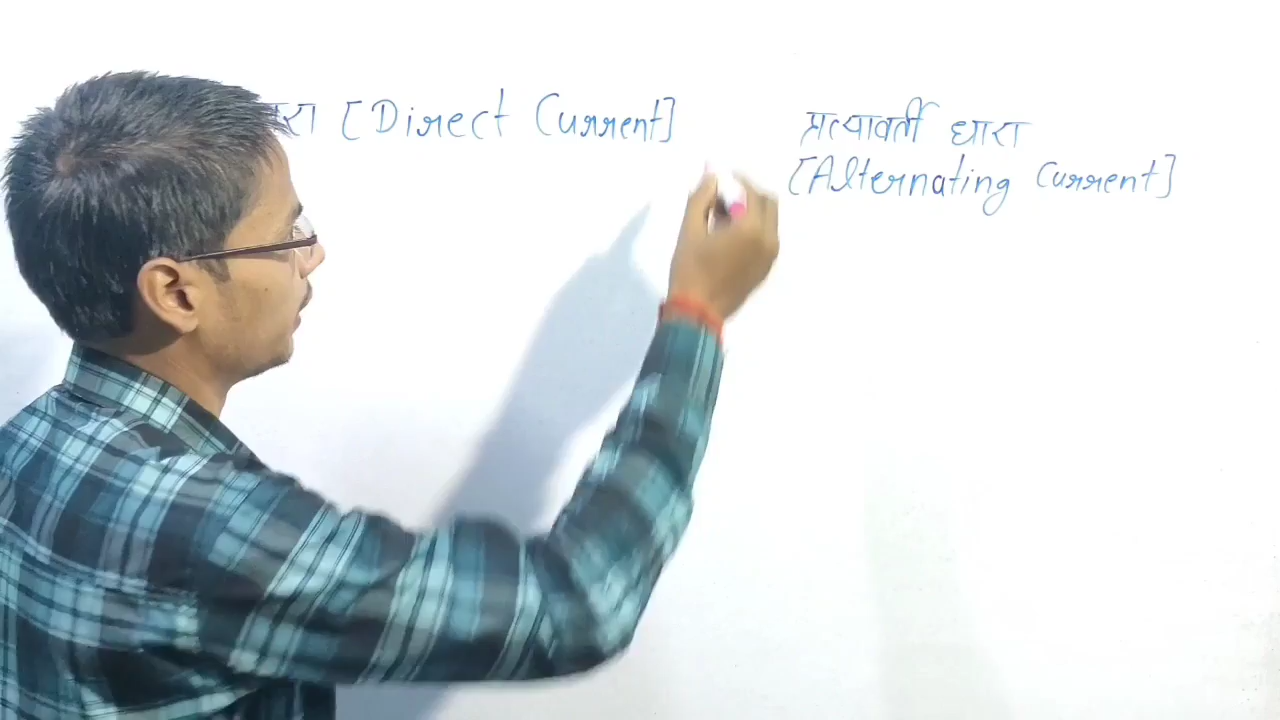 धारा [Direct Current]
प्रत्यावर्ती धारा
[Alternating Current]